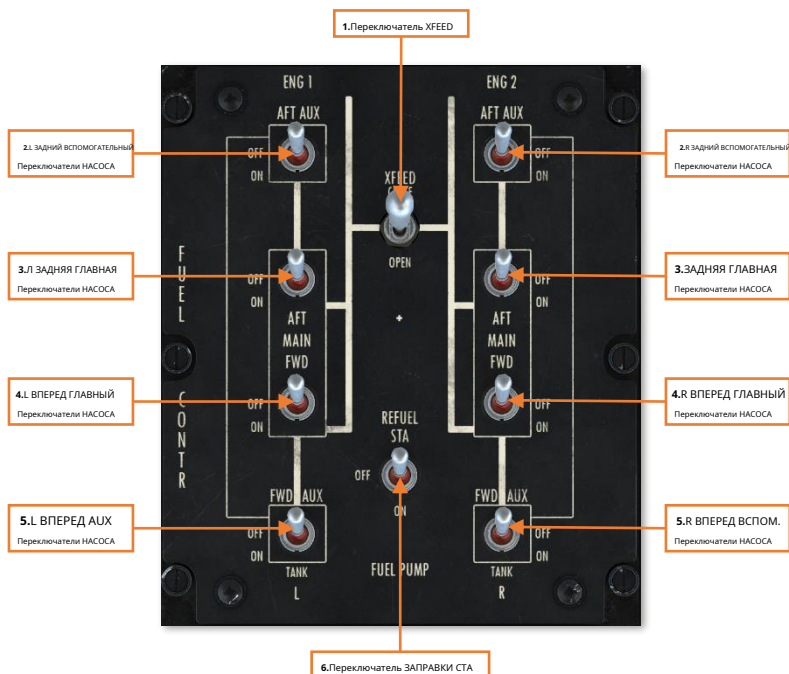 1.Переключатель XFEED
ENG 1
ENG 2
AFT AUX
AFT AUX
2.L ЗАДНИЙ ВСПОМОГАТЕЛЬНЫЙ
Переключатели НАСОСА
OFF
ON
XFEED
OFF
ON
2.R ЗАДНИЙ ВСПОМОГАТЕЛЬНЫЙ
Переключатели НАСОСА
OPEN
3.Л ЗАДНЯЯ ГЛАВНАЯ
Переключатели НАСОСА
FUEL
OFF
ON
OFF
ON
3.ЗАДНЯЯ ГЛАВНАЯ
Переключатели НАСОСА
AFT
MAIN
FWD
AFT
MAIN
FWD
4.L ВПЕРЕД ГЛАВНЫЙ
Переключатели НАСОСА
CONTR
OFF
ON
REFUEL
STA
OFF
ON
OFF
ON
4.R ВПЕРЕД ГЛАВНЫЙ
Переключатели НАСОСА
FWD AUX
FWD AUX
5.L ВПЕРЕД AUX
Переключатели НАСОСА
OFF
ON
OFF
ON
5.R ВПЕРЕД ВСПОМ.
Переключатели НАСОСА
TANK
L
FUEL PUMP
TANK
R
6.Переключатель ЗАПРАВКИ СТА